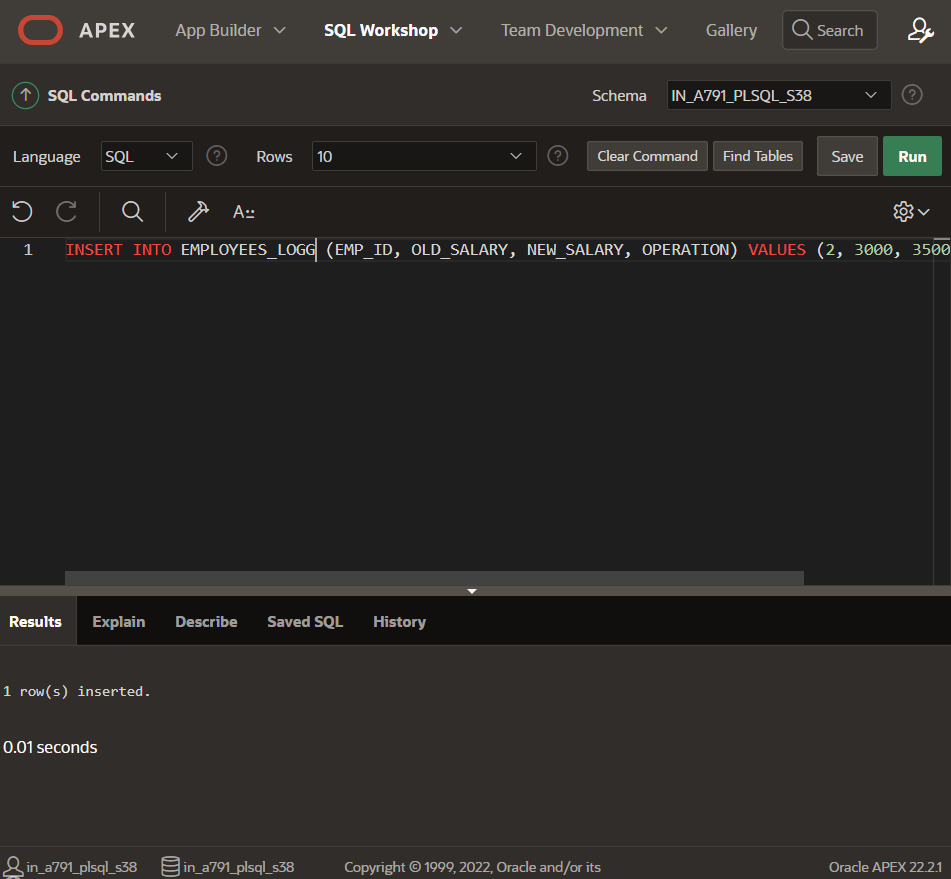 APEX App Builder SQL Workshop Team Development Gallery Search
SQL Commands Schema IN_A791_PLSQL_S38 ?
Language SQL ? Rows 10 ? Clear Command Find Tables Save Run
A::
1 INSERT INTO EMPLOYEES_LOGG (EMP_ID, OLD_SALARY, NEW_SALARY, OPERATION) VALUES (2, 3000, 3500
Results Explain Describe Saved SQL History
1 row(s) inserted.
0.01 seconds
in_a791_plsql_s38 in_a791_plsql_s38 Copyright © 1999, 2022, Oracle and/or its Oracle APEX 22.2.1